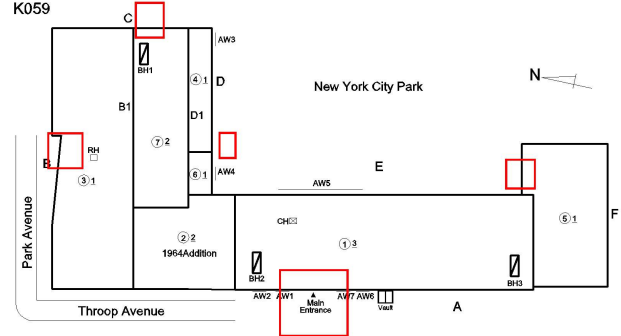 K059
C
AW3
BH1
④ 1
D
New York City Park
N
B1
D1
⑦ 2
B
RH
③ 1
⑥ 1
AW4
E
AW5
⑤ 1
F
Park Avenue
② 2
1964Addition
CH
① 3
BH2
BH3
AW2 AW1
Main
Entrance
AW7 AW6
Vault
A
Throop Avenue